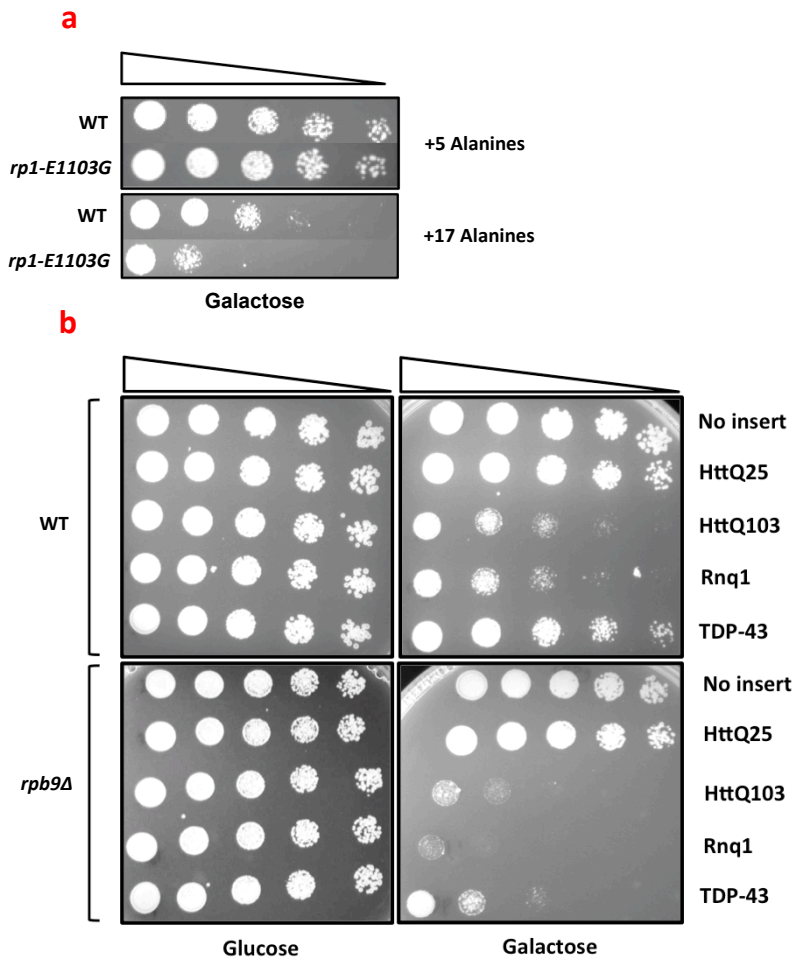 a
WT
rp1-E1103G
+5 Alanines
WT
rp1-E1103G
+17 Alanines
Galactose
b
WT
No insert
HttQ25
HttQ103
Rnq1
TDP-43
rpb9Δ
No insert
HttQ25
HttQ103
Rnq1
TDP-43
Glucose
Galactose